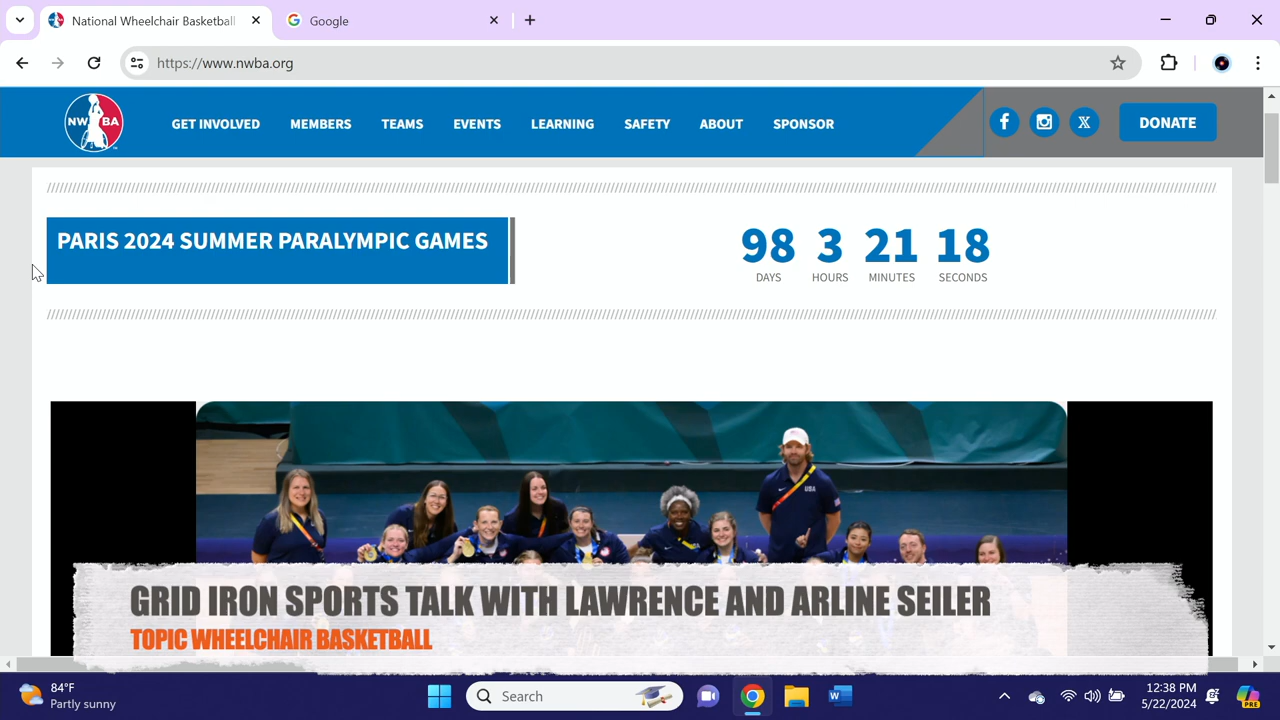 National Wheelchair Basketball
Google
https://www.nwba.org
NWBA
GET INVOLVED
MEMBERS
TEAMS
EVENTS
LEARNING
SAFETY
ABOUT
SPONSOR
DONATE
PARIS 2024 SUMMER PARALYMPIC GAMES
98 3 21 18
DAYS HOURS MINUTES SECONDS
USA
GRID IRON SPORTS TALK WITH LAWRENCE AND ARLINE SEILER
TOPIC WHEELCHAIR BASKETBALL
84°F
Partly sunny
Search
12:38 PM
5/22/2024
PRE